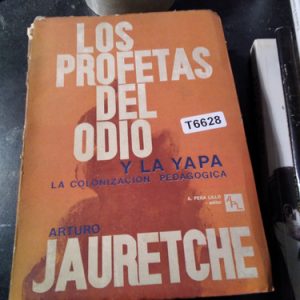 LOS
PROFETAS
DEL
ODIO
T6628
Y LA YAPA
LA COLONIZACION PEDAGOGICA
A. PEÑA LILLO
editor
ARTURO
JAURETCHE